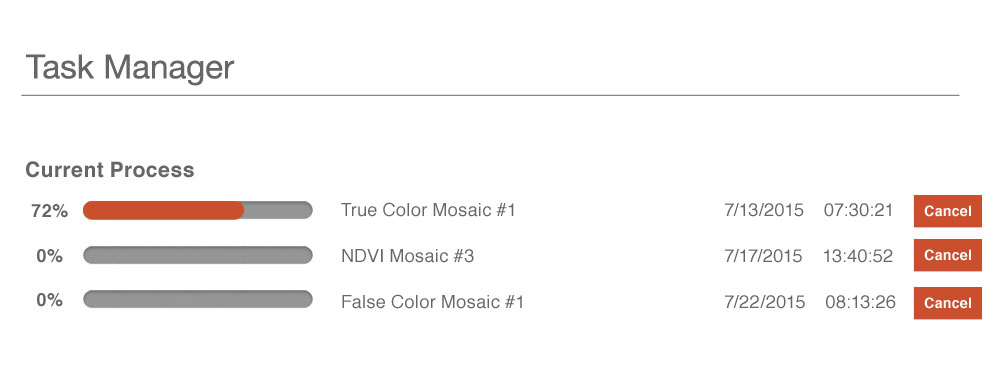 Task Manager
Current Process
72% True Color Mosaic #1 7/13/2015 07:30:21 Cancel
0% NDVI Mosaic #3 7/17/2015 13:40:52 Cancel
0% False Color Mosaic #1 7/22/2015 08:13:26 Cancel